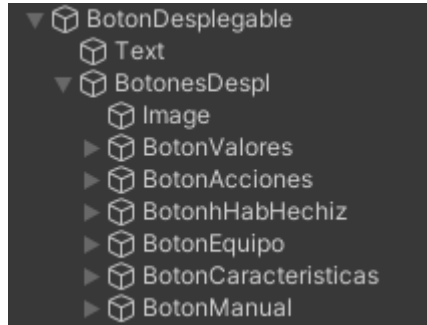 BotonDesplegable
Text
BotonesDespl
Image
BotonValores
BotonAcciones
BotonhHabHechiz
BotonEquipo
BotonCaracteristicas
BotonManual